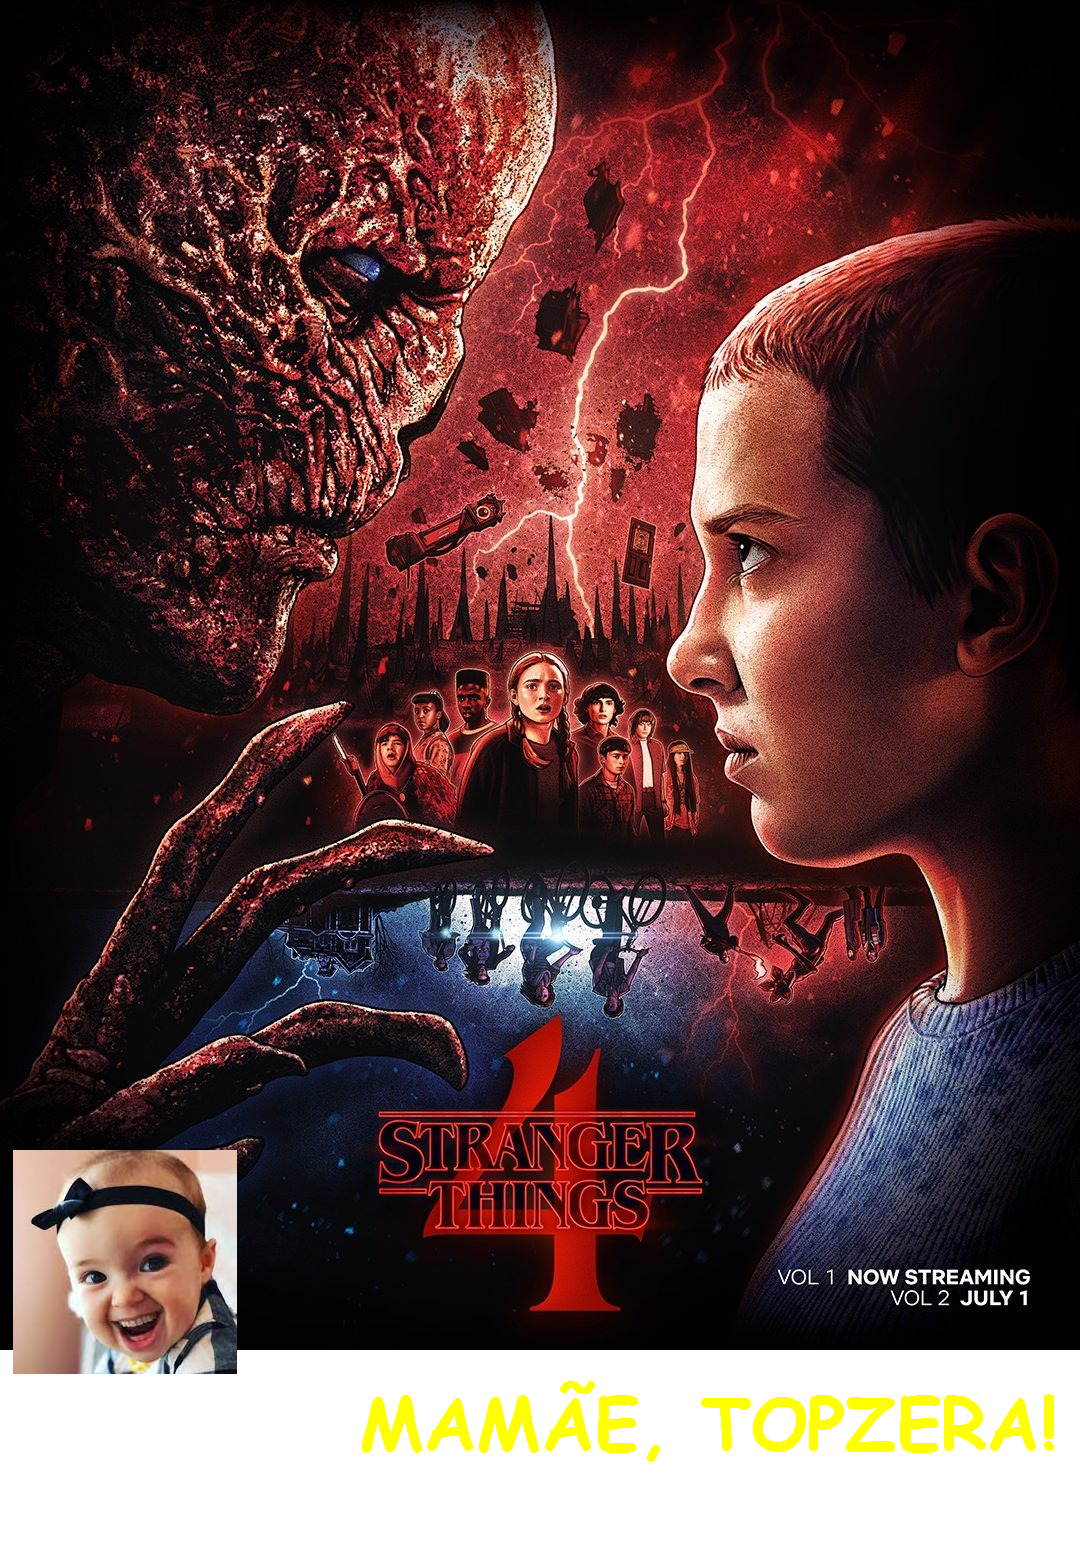 4
STRANGER
THINGS
VOL 1 NOW STREAMING
VOL 2 JULY 1
MAMÃE, TOPZERA!